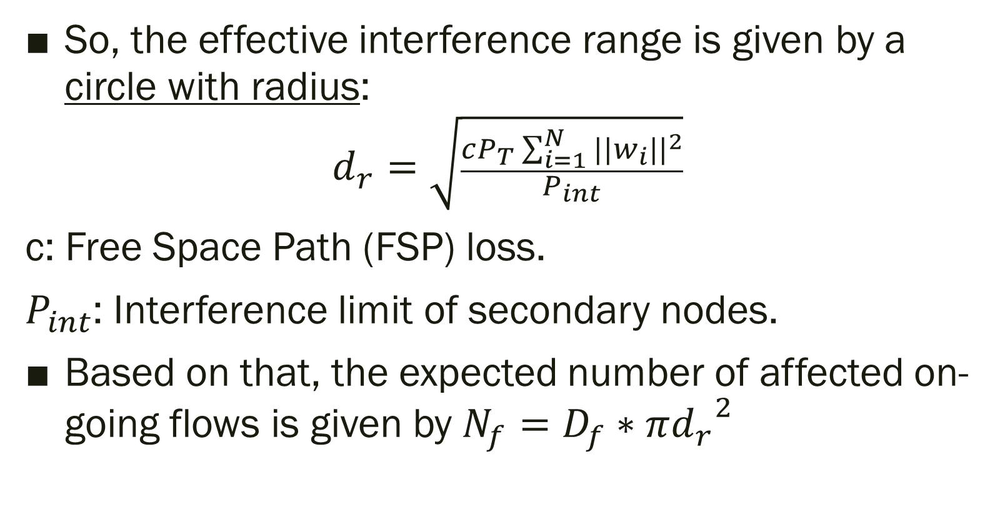 ■ So, the effective interference range is given by a
circle with radius:
$d_r = \sqrt{\frac{cP_T \sum_{i=1}^{N} ||w_i||^2}{P_{int}}}$
c: Free Space Path (FSP) loss.
$P_{int}$: Interference limit of secondary nodes.
■ Based on that, the expected number of affected on-
going flows is given by $N_f = D_f * \pi {d_r}^2$